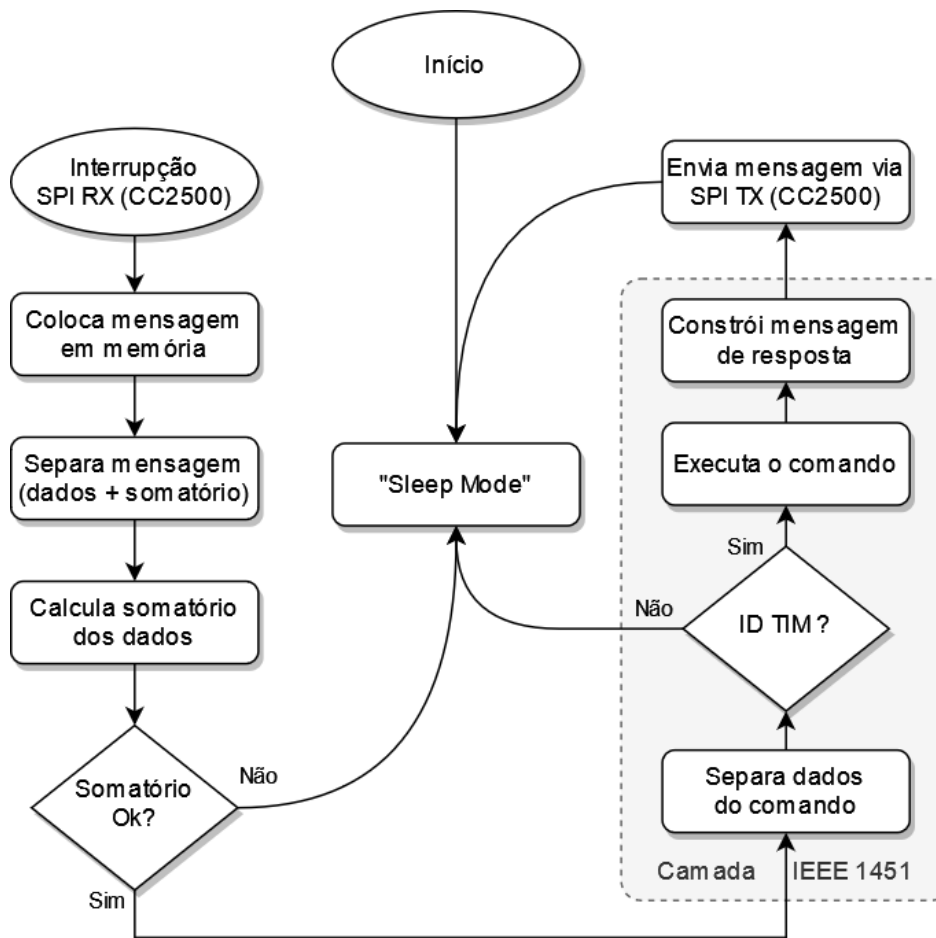 Início
Interrupção
SPI RX (CC2500)
Coloca mensagem
em memória
Separa mensagem
(dados + somatório)
Calcula somatório
dos dados
Somatório
Ok?
Não
Sim
"Sleep Mode"
Envia mensagem via
SPI TX (CC2500)
Constrói mensagem
de resposta
Executa o comando
Sim
Não
ID TIM?
Separa dados
do comando
Camada IEEE 1451